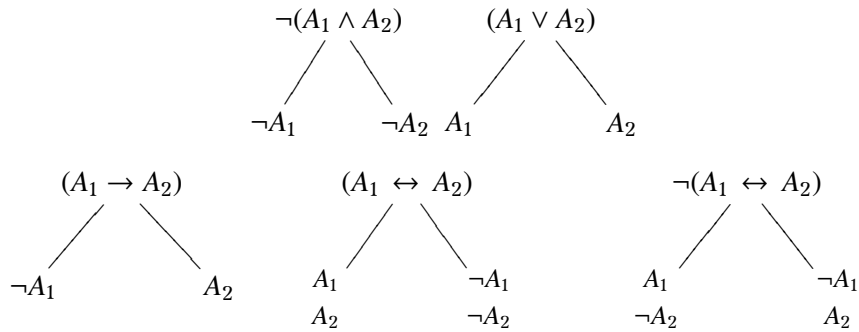 ¬(A₁ ∧ A₂) (A₁ ∨ A₂)
¬A₁ ¬A₂ A₁ A₂
(A₁ → A₂) (A₁ ↔ A₂) ¬(A₁ ↔ A₂)
¬A₁ A₂ A₁ ¬A₁ A₁ ¬A₁
A₂ ¬A₂ ¬A₂ A₂